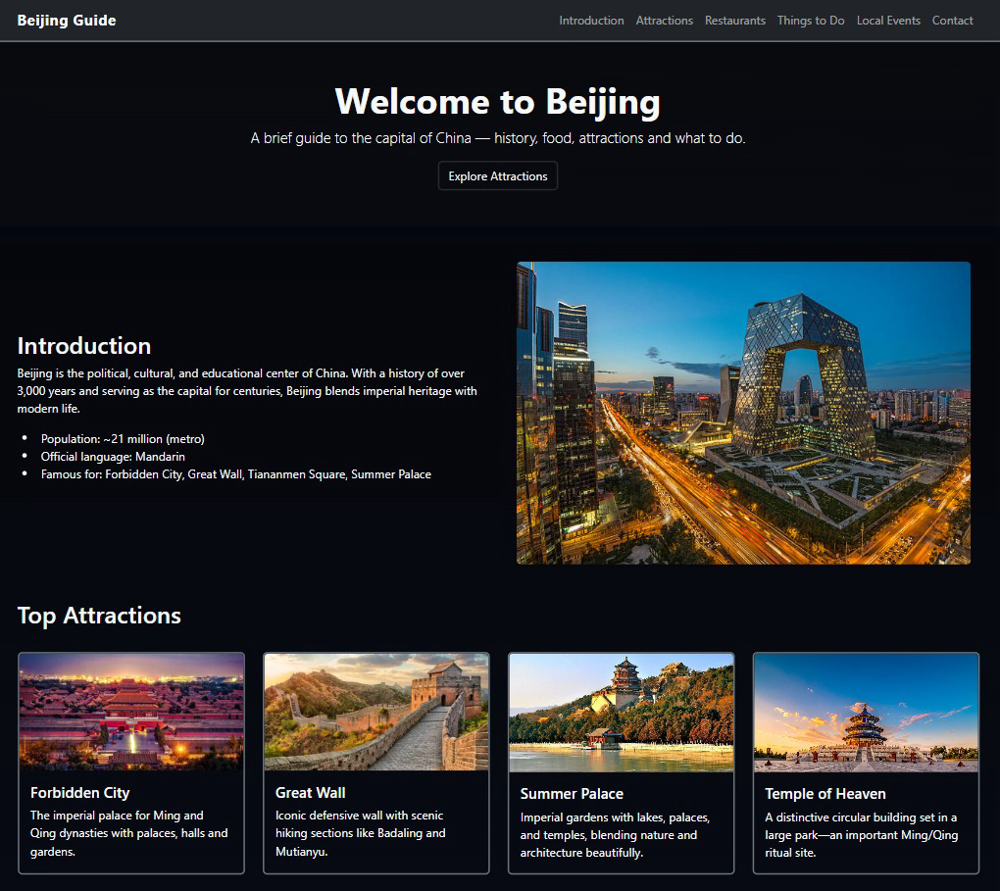 Beijing Guide
Introduction Attractions Restaurants Things to Do Local Events Contact
Welcome to Beijing
A brief guide to the capital of China — history, food, attractions and what to do.
Explore Attractions
Introduction
Beijing is the political, cultural, and educational center of China. With a history of over
3,000 years and serving as the capital for centuries, Beijing blends imperial heritage with
modern life.
• Population: ~21 million (metro)
• Official language: Mandarin
• Famous for: Forbidden City, Great Wall, Tiananmen Square, Summer Palace
Top Attractions
Forbidden City
The imperial palace for Ming and
Qing dynasties with palaces, halls and
gardens.
Great Wall
Iconic defensive wall with scenic
hiking sections like Badaling and
Mutianyu.
Summer Palace
Imperial gardens with lakes, palaces,
and temples, blending nature and
architecture beautifully.
Temple of Heaven
A distinctive circular building set in a
large park—an important Ming/Qing
ritual site.